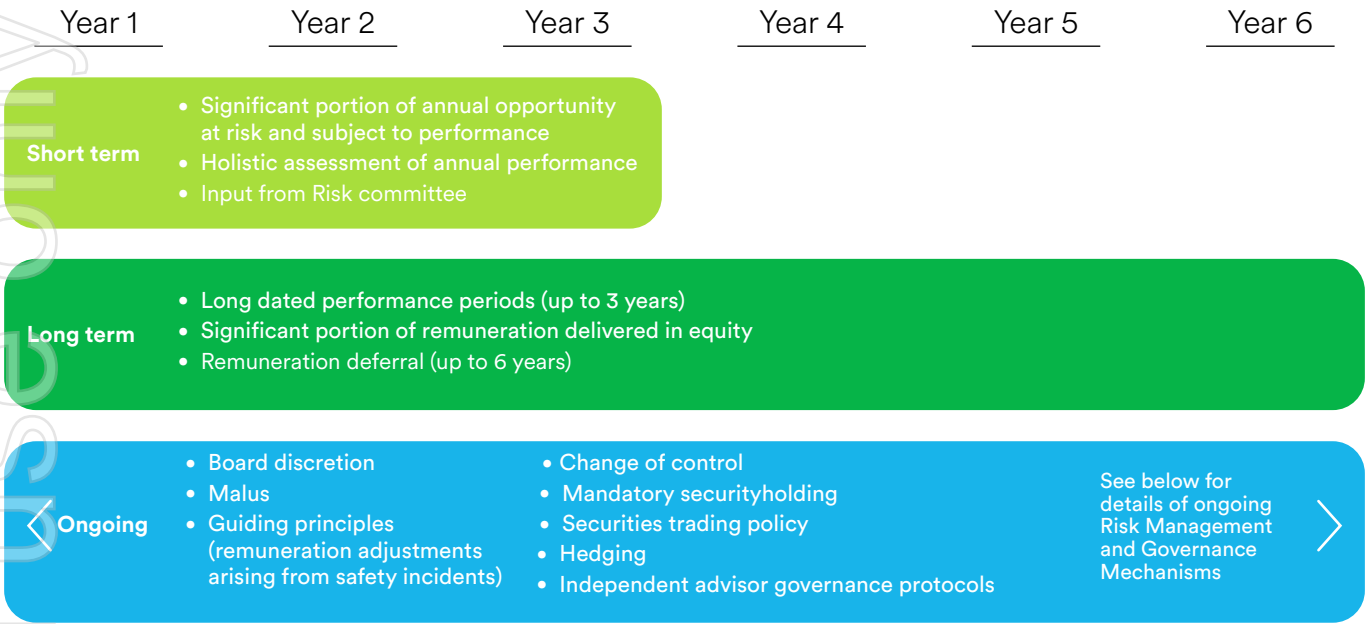 Year 1 Year 2 Year 3 Year 4 Year 5 Year 6
Short term
• Significant portion of annual opportunity
at risk and subject to performance
• Holistic assessment of annual performance
• Input from Risk committee
Long term
• Long dated performance periods (up to 3 years)
• Significant portion of remuneration delivered in equity
• Remuneration deferral (up to 6 years)
Ongoing
• Board discretion
• Malus
• Guiding principles
(remuneration adjustments
arising from safety incidents)
• Change of control
• Mandatory securityholding
• Securities trading policy
• Hedging
• Independent advisor governance protocols
See below for
details of ongoing
Risk Management
and Governance
Mechanisms
use only